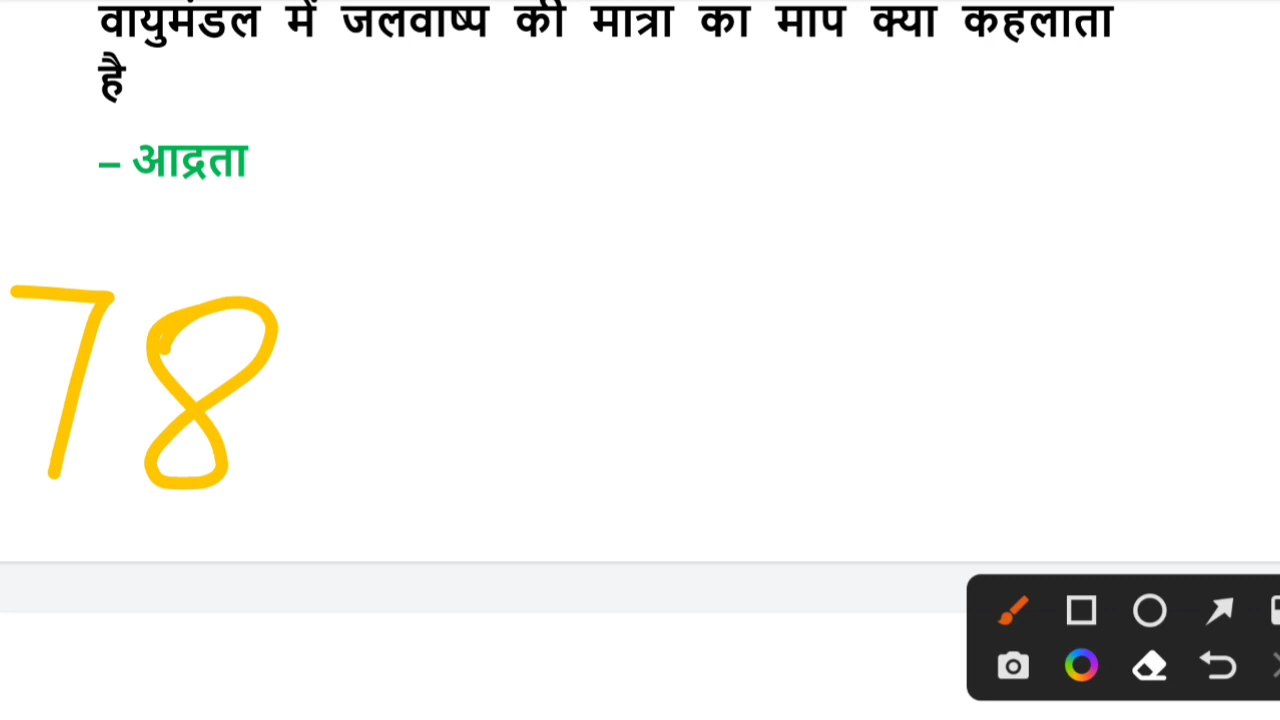 वायुमंडल में जलवाष्प की मात्रा का माप क्या कहलाता
है
– आद्रता
78